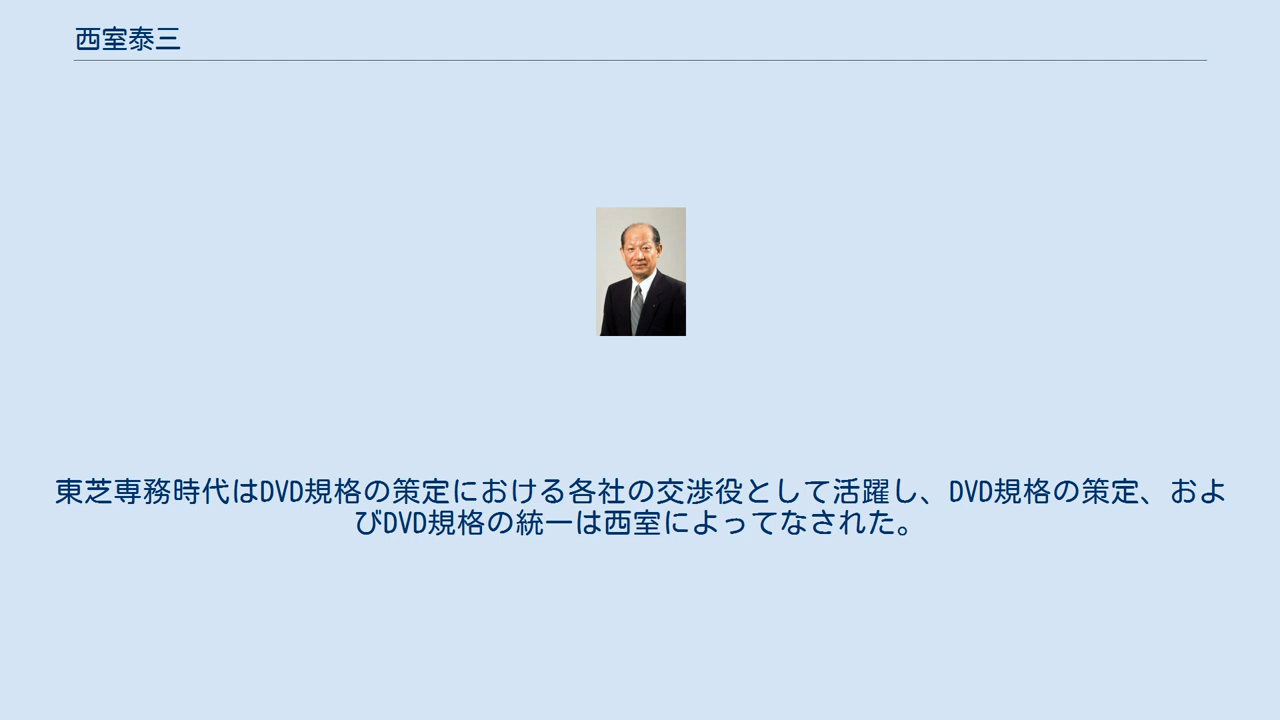 西室泰三
東芝専務時代はDVD規格の策定における各社の交渉役として活躍し、DVD規格の策定、およ
びDVD規格の統一は西室によってなされた。